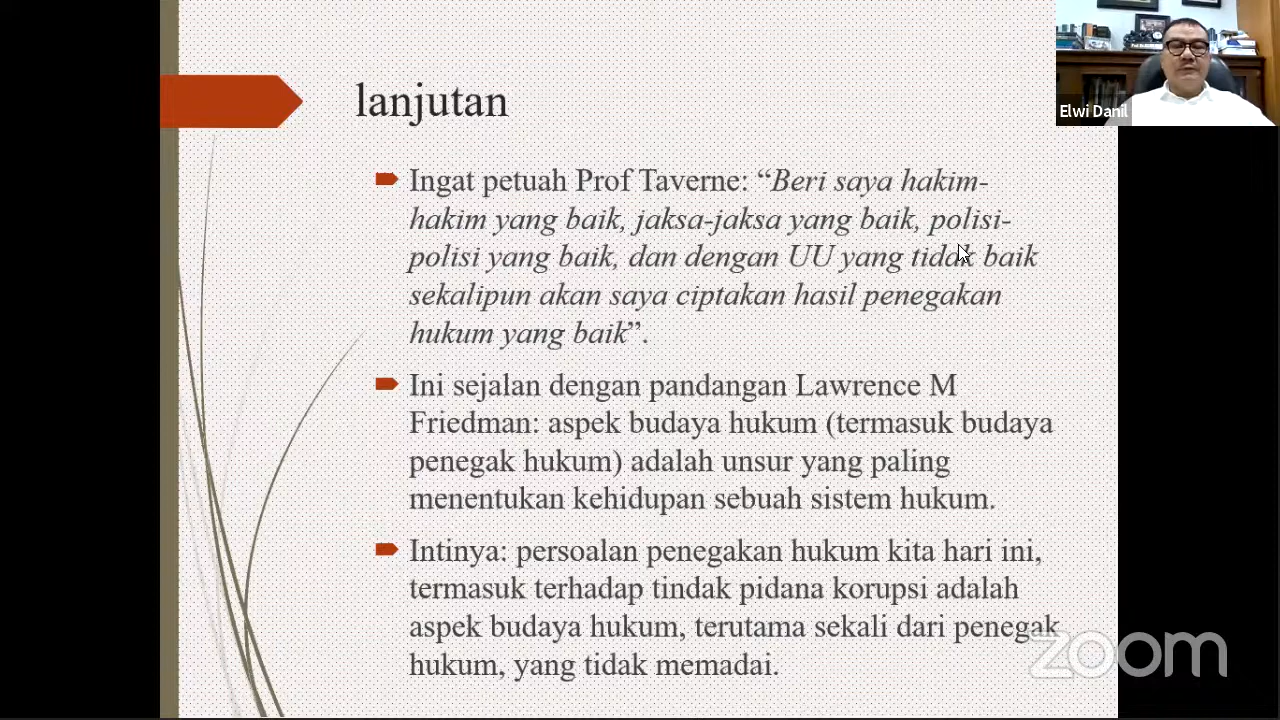 lanjutan
Elwi Danil
Ingat petuah Prof Taverne: “Beri saya hakim-
hakim yang baik, jaksa-jaksa yang baik, polisi-
polisi yang baik, dan dengan UU yang tidak baik
sekalipun akan saya ciptakan hasil penegakan
hukum yang baik”.
Ini sejalan dengan pandangan Lawrence M
Friedman: aspek budaya hukum (termasuk budaya
penegak hukum) adalah unsur yang paling
menentukan kehidupan sebuah sistem hukum.
Intinya: persoalan penegakan hukum kita hari ini,
termasuk terhadap tindak pidana korupsi adalah
aspek budaya hukum, terutama sekali dari penegak
hukum, yang tidak memadai.
zoom